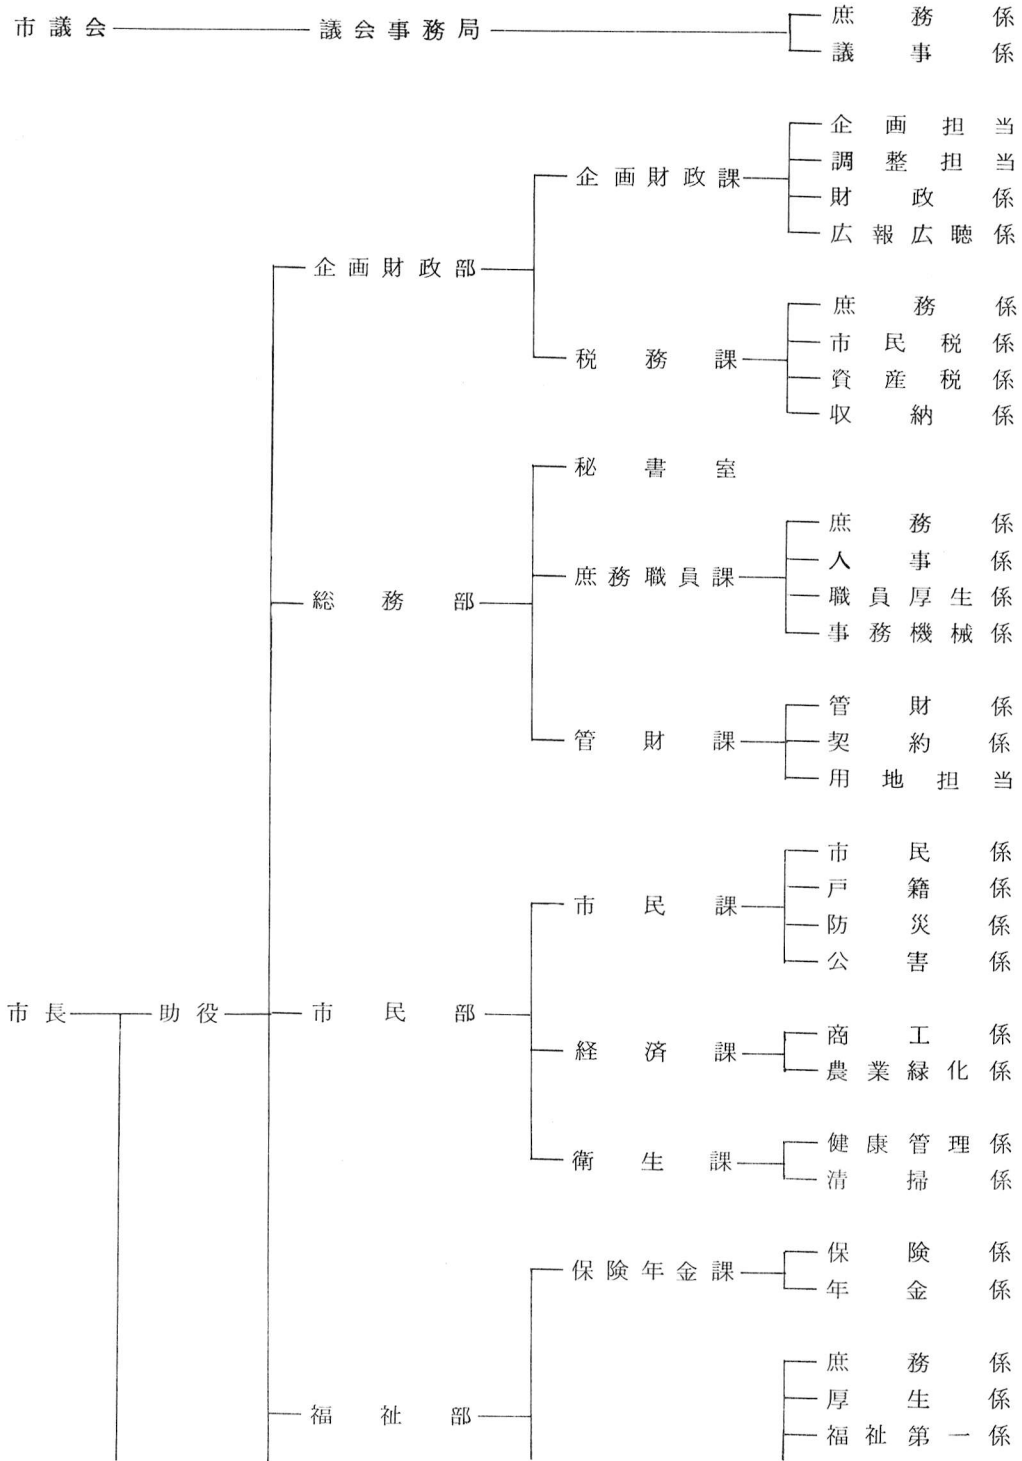 市議会 議会事務局
庶務係
議事係
企画財政部
企画財政課
企画担当
調整担当
財政係
広報広聴係
税務課
庶務係
市民税係
資産税係
収納係
総務部
秘書室
庶務職員課
庶務係
人事係
職員厚生係
事務機械係
管財課
管財係
契約係
用地担当
市長 助役 市民部
市民課
市民係
戸籍係
防災係
公害係
経済課
商工係
農業緑化係
衛生課
健康管理係
清掃係
福祉部
保険年金課
保険係
年金係
庶務係
厚生係
福祉第一係